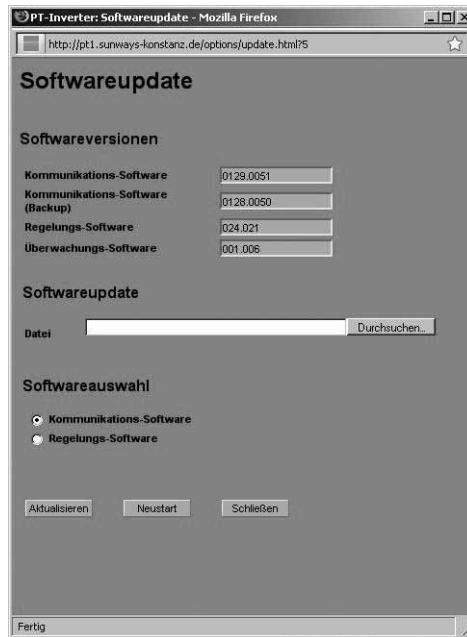 PT-Inverter: Softwareupdate - Mozilla Firefox
http://pt1.sunways-konstanz.de/options/update.html?5
Softwareupdate
Softwareversionen
Kommunikations-Software 0129.0051
Kommunikations-Software
(Backup) 0128.0050
Regelungs-Software 024.021
Überwachungs-Software 001.006
Softwareupdate
Datei Durchsuchen...
Softwareauswahl
Kommunikations-Software
Regelungs-Software
Aktualisieren Neustart Schließen
Fertig